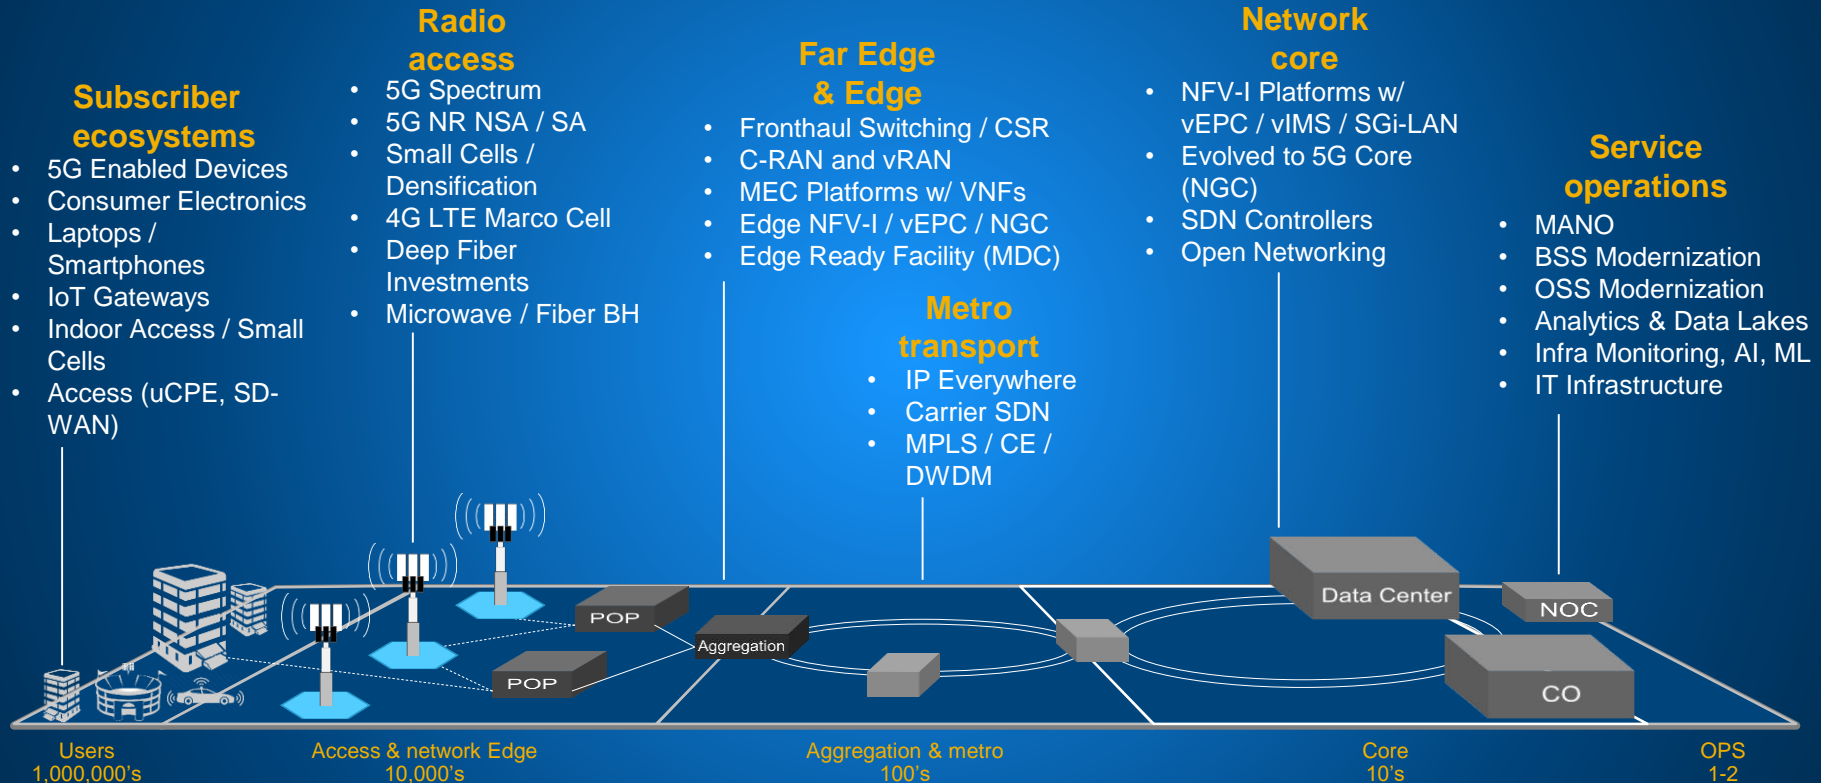 Subscriber
ecosystems
• 5G Enabled Devices
• Consumer Electronics
• Laptops /
Smartphones
• IoT Gateways
• Indoor Access / Small
Cells
• Access (uCPE, SD-
WAN)
Radio
access
• 5G Spectrum
• 5G NR NSA / SA
• Small Cells /
Densification
• 4G LTE Marco Cell
• Deep Fiber
Investments
• Microwave / Fiber BH
Far Edge
& Edge
• Fronthaul Switching / CSR
• C-RAN and vRAN
• MEC Platforms w/ VNFs
• Edge NFV-I / vEPC / NGC
• Edge Ready Facility (MDC)
Metro
transport
• IP Everywhere
• Carrier SDN
• MPLS / CE /
DWDM
Network
core
• NFV-I Platforms w/
vEPC / vIMS / SGi-LAN
• Evolved to 5G Core
(NGC)
• SDN Controllers
• Open Networking
Service
operations
• MANO
• BSS Modernization
• OSS Modernization
• Analytics & Data Lakes
• Infra Monitoring, AI, ML
• IT Infrastructure
POP
POP
Aggregation
Data Center
NOC
CO
Users
1,000,000's
Access & network Edge
10,000's
Aggregation & metro
100's
Core
10's
OPS
1-2